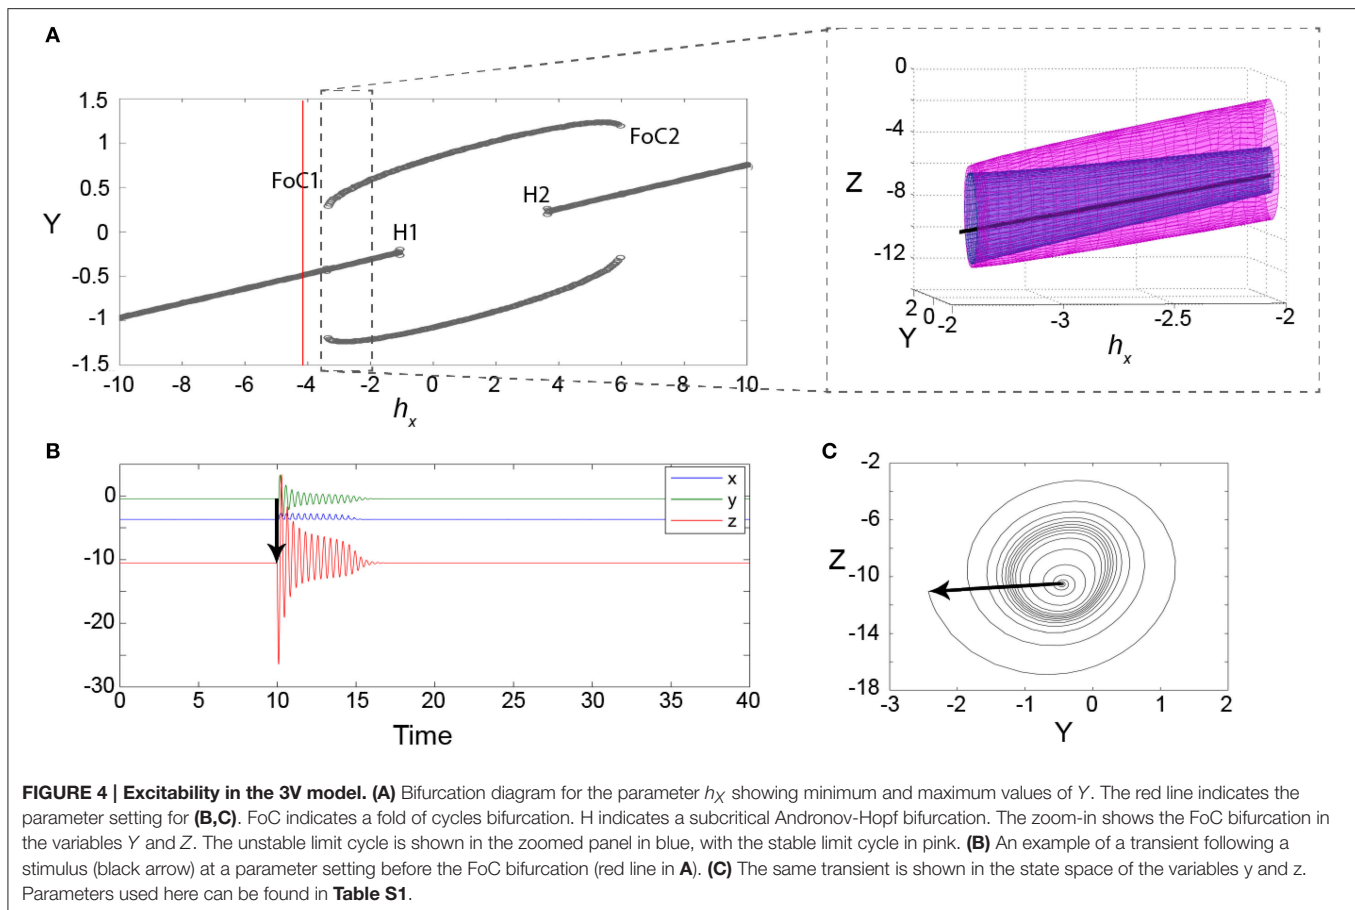 A
1.5
1
0.5
0
-0.5
-1
-1.5
Y
FoC1
FoC2
H1
H2
-10 -8 -6 -4 -2 0 2 4 6 8 10
hx
0
-4
-8
-12
Z
2 0 -2
Y
-3 -2.5 -2
hx
B
0
-10
-20
-30
x
y
z
0 5 10 15 20 25 30 35 40
Time
C
-2
-6
-10
-14
-18
Z
-3 -2 -1 0 1 2
Y
FIGURE 4 | Excitability in the 3V model. (A) Bifurcation diagram for the parameter hX showing minimum and maximum values of Y. The red line indicates the
parameter setting for (B,C). FoC indicates a fold of cycles bifurcation. H indicates a subcritical Andronov-Hopf bifurcation. The zoom-in shows the FoC bifurcation in
the variables Y and Z. The unstable limit cycle is shown in the zoomed panel in blue, with the stable limit cycle in pink. (B) An example of a transient following a
stimulus (black arrow) at a parameter setting before the FoC bifurcation (red line in A). (C) The same transient is shown in the state space of the variables y and z.
Parameters used here can be found in Table S1.